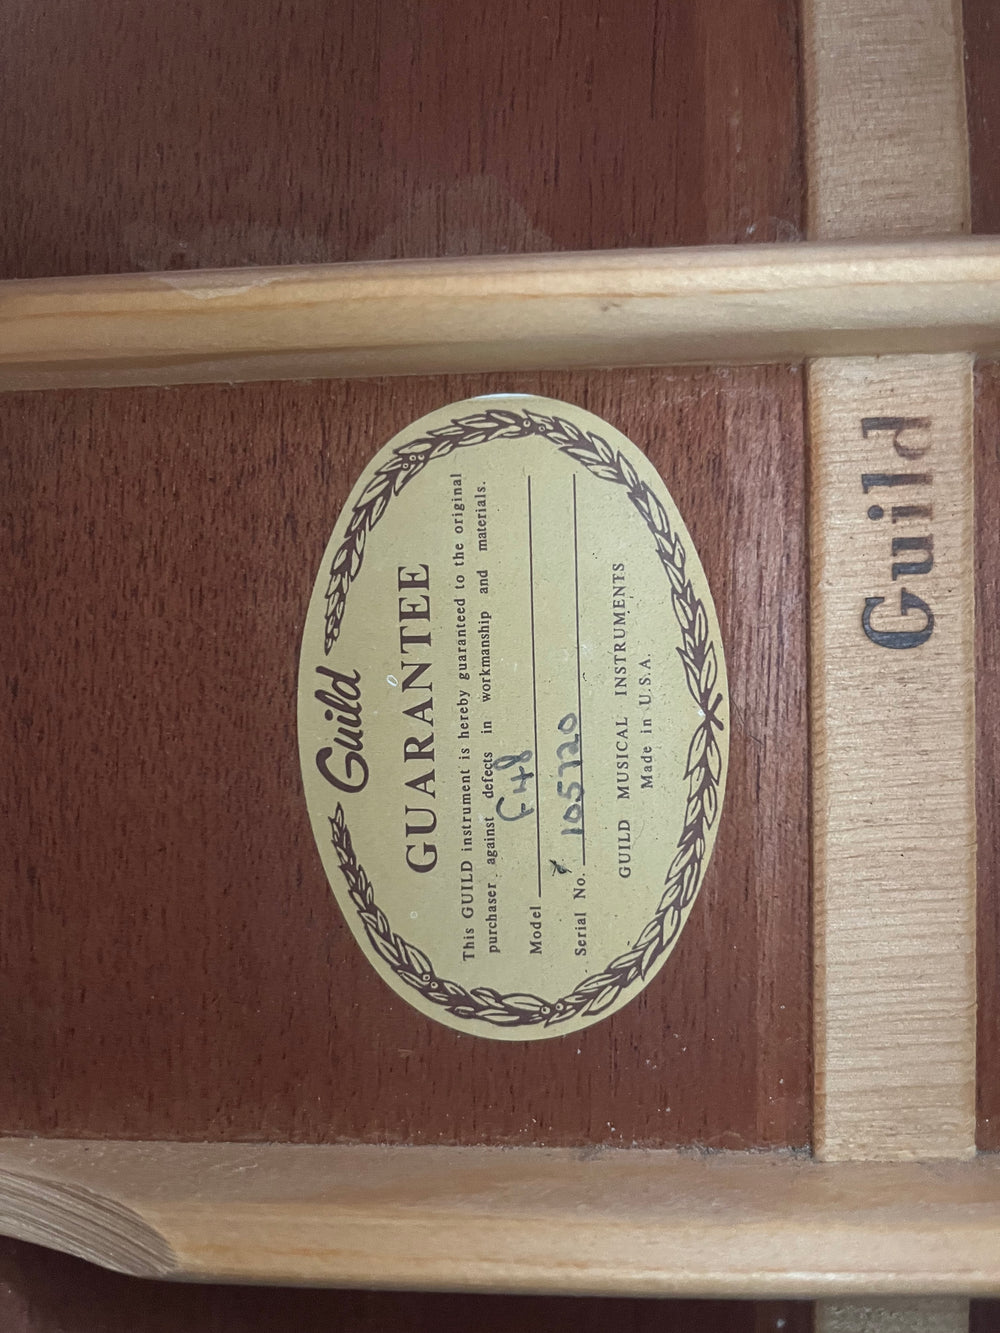 Guild
GUARANTEE
This GUILD instrument is hereby guaranteed to the original
purchaser against defects in workmanship and materials.
Model F48
Serial No. 105720
GUILD MUSICAL INSTRUMENTS
Made in U.S.A.
Guild